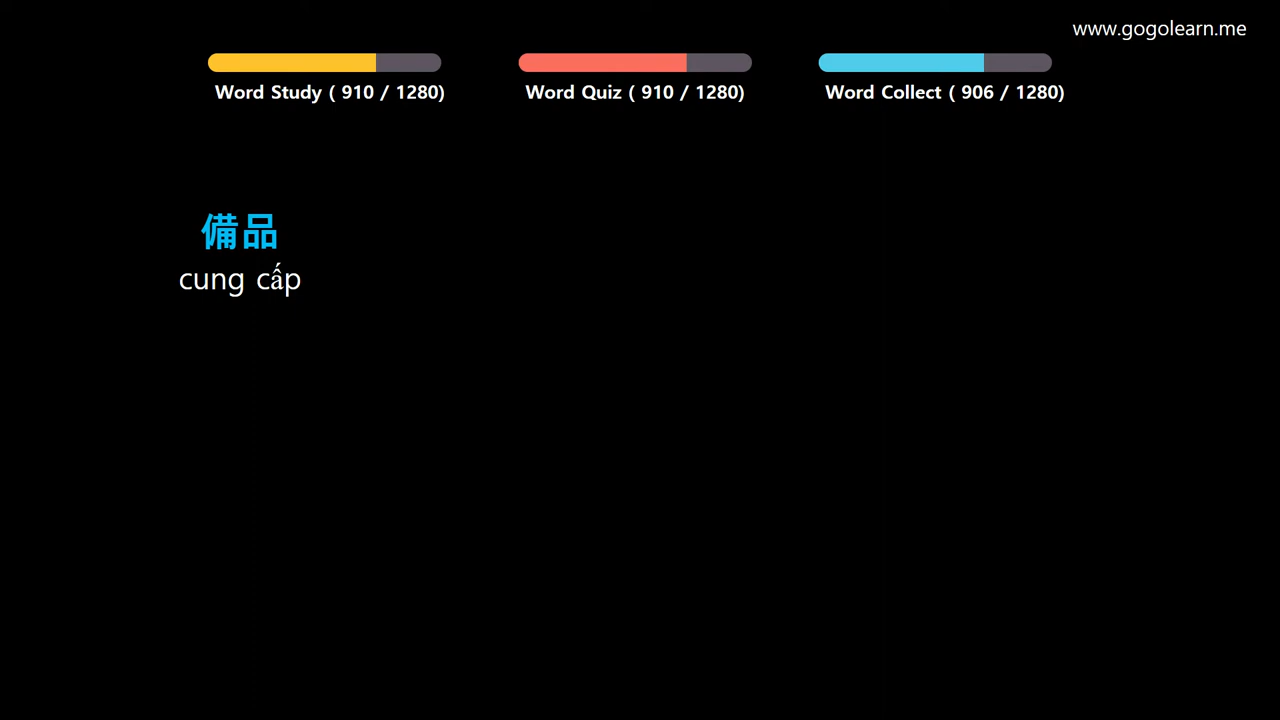 www.gogolearn.me
Word Study ( 910 / 1280)
Word Quiz ( 910 / 1280)
Word Collect ( 906 / 1280)
備品
cung cấp